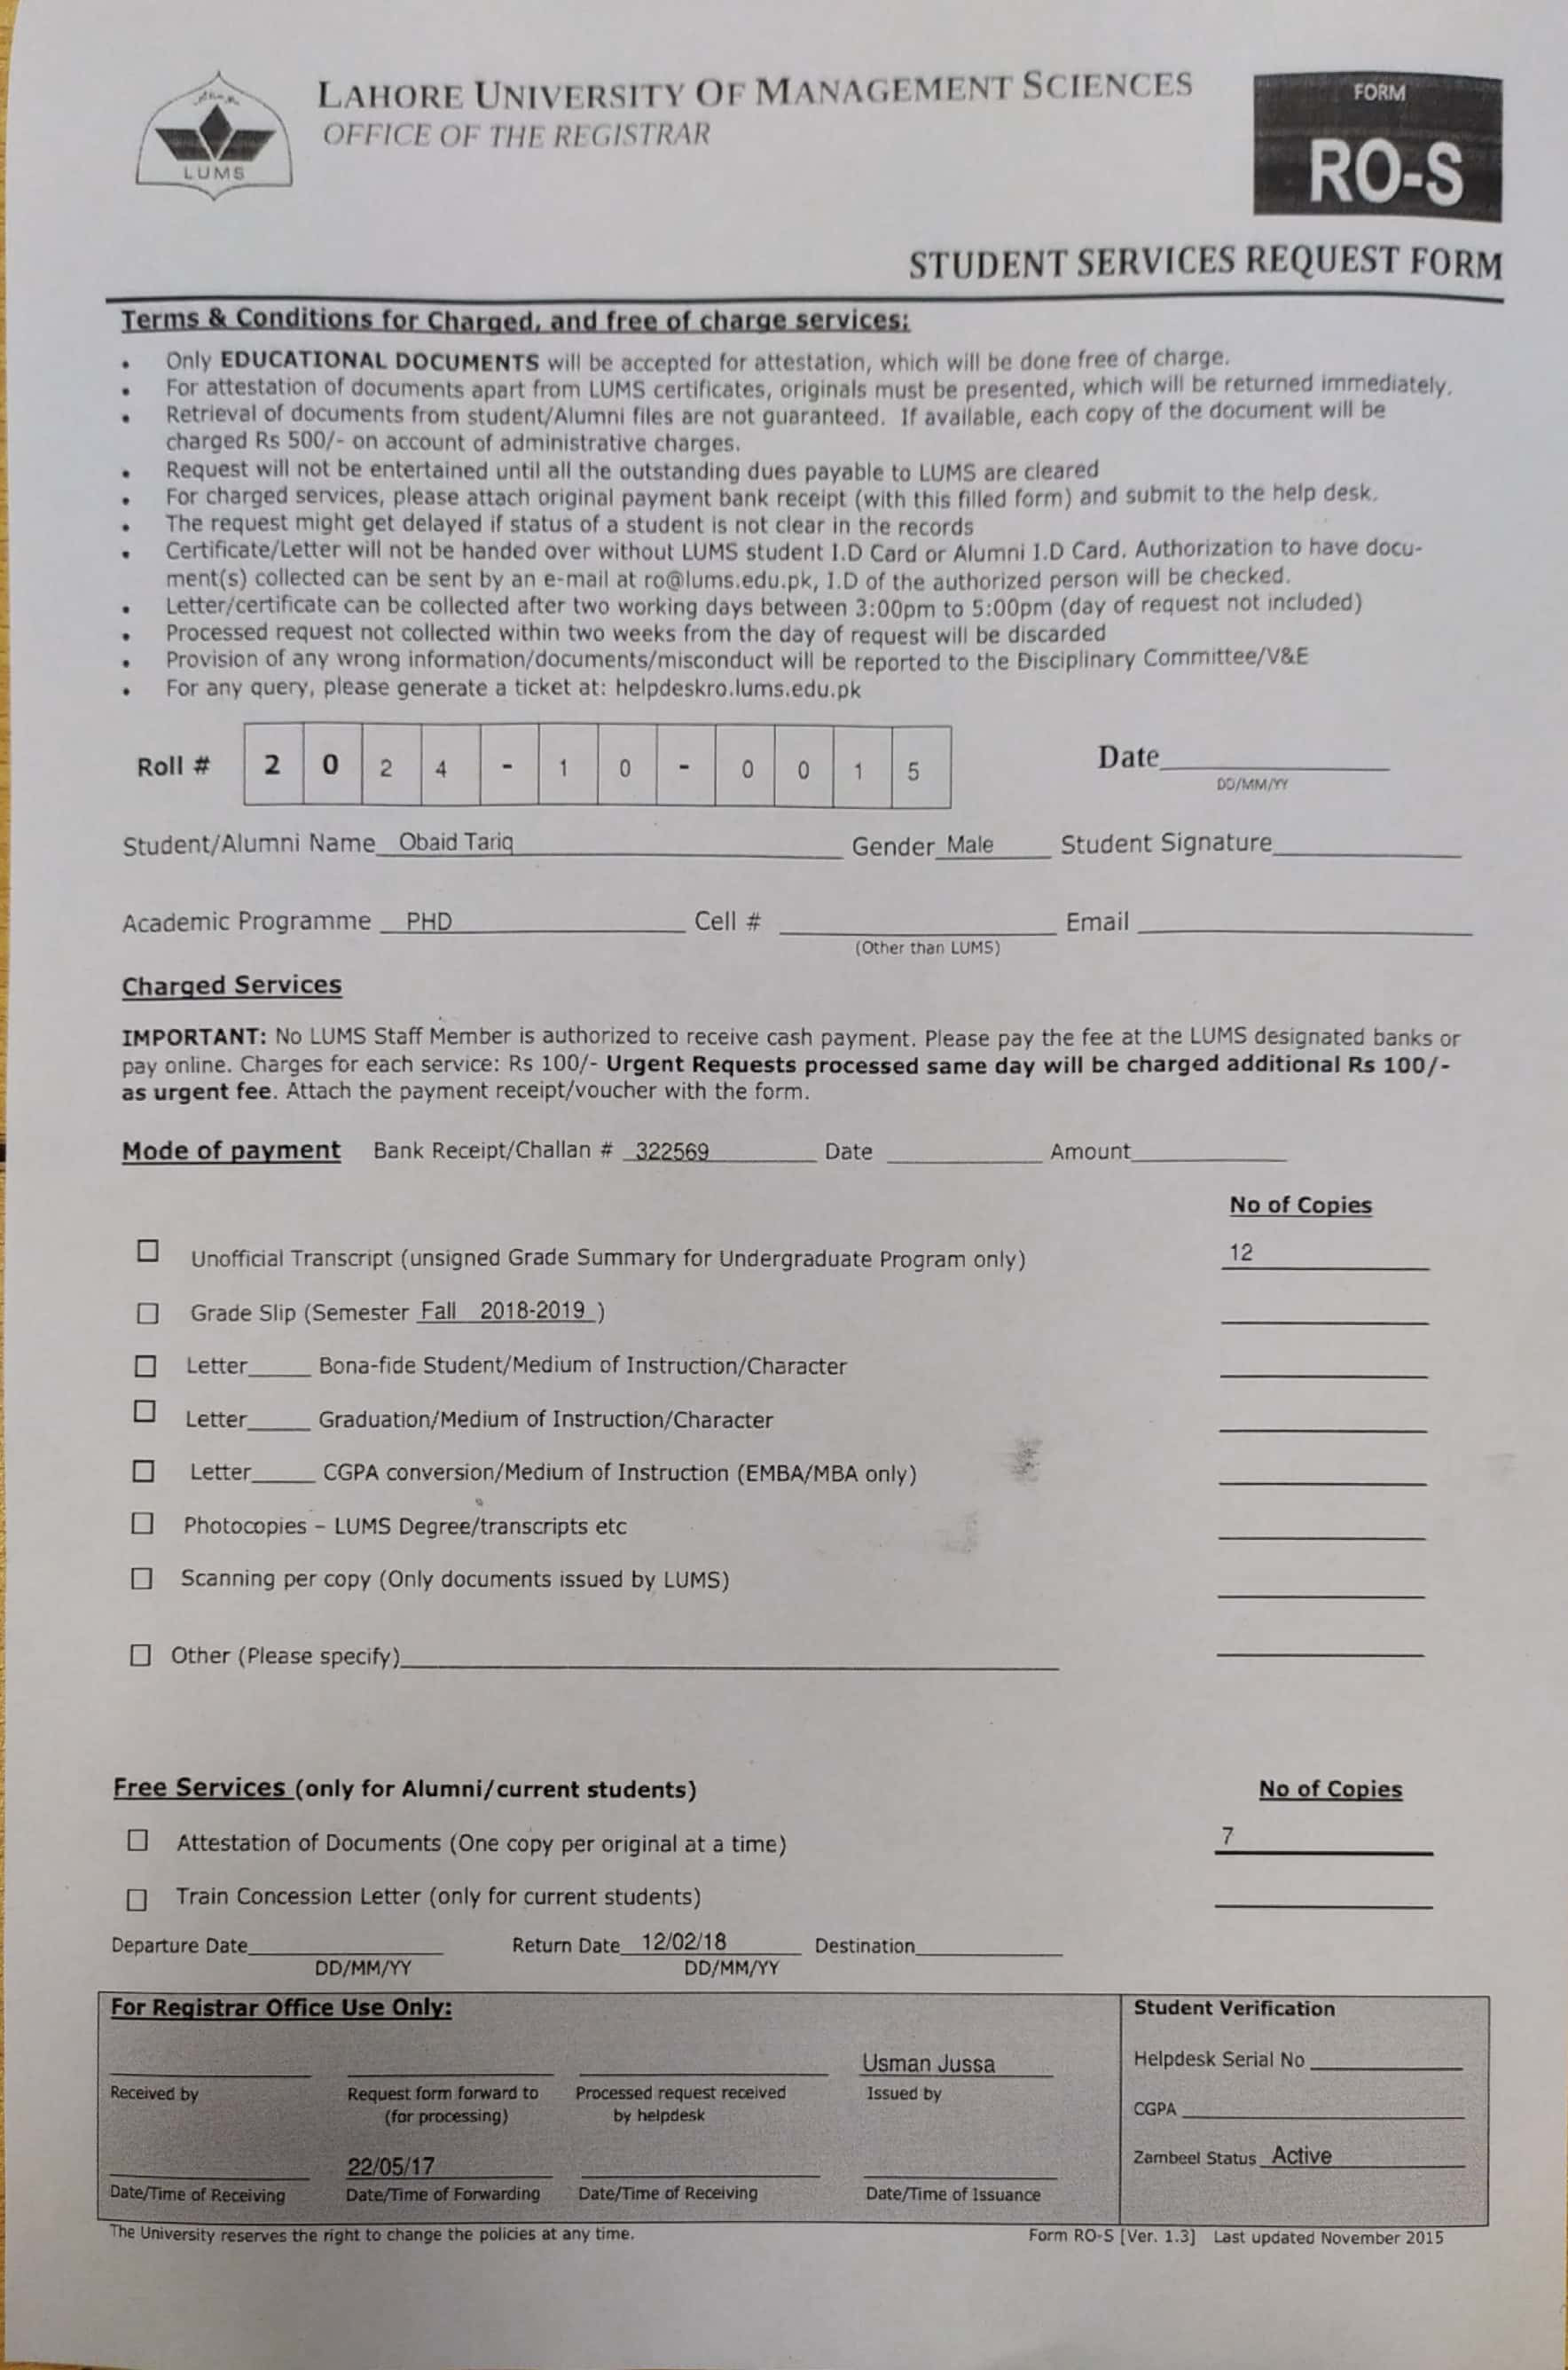 LUMS
LAHORE UNIVERSITY OF MANAGEMENT SCIENCES
OFFICE OF THE REGISTRAR
FORM
RO-S
STUDENT SERVICES REQUEST FORM
Terms & Conditions for Charged, and free of charge services:
• Only EDUCATIONAL DOCUMENTS will be accepted for attestation, which will be done free of charge.
• For attestation of documents apart from LUMS certificates, originals must be presented, which will be returned immediately.
• Retrieval of documents from student/Alumni files are not guaranteed. If available, each copy of the document will be
charged Rs 500/- on account of administrative charges.
• Request will not be entertained until all the outstanding dues payable to LUMS are cleared
• For charged services, please attach original payment bank receipt (with this filled form) and submit to the help desk.
• The request might get delayed if status of a student is not clear in the records
• Certificate/Letter will not be handed over without LUMS student I.D Card or Alumni I.D Card. Authorization to have docu-
ment(s) collected can be sent by an e-mail at ro@lums.edu.pk, I.D of the authorized person will be checked.
• Letter/certificate can be collected after two working days between 3:00pm to 5:00pm (day of request not included)
• Processed request not collected within two weeks from the day of request will be discarded
• Provision of any wrong information/documents/misconduct will be reported to the Disciplinary Committee/V&E
• For any query, please generate a ticket at: helpdeskro.lums.edu.pk
Roll # 2 0 2 4 - 1 0 - 0 0 1 5 Date
DD/MM/YY
Student/Alumni Name Obaid Tariq Gender Male Student Signature
Academic Programme PHD Cell # Email
(Other than LUMS)
Charged Services
IMPORTANT: No LUMS Staff Member is authorized to receive cash payment. Please pay the fee at the LUMS designated banks or
pay online. Charges for each service: Rs 100/- Urgent Requests processed same day will be charged additional Rs 100/-
as urgent fee. Attach the payment receipt/voucher with the form.
Mode of payment Bank Receipt/Challan # 322569 Date Amount
No of Copies
Unofficial Transcript (unsigned Grade Summary for Undergraduate Program only) 12
Grade Slip (Semester Fall 2018-2019 )
Letter Bona-fide Student/Medium of Instruction/Character
Letter Graduation/Medium of Instruction/Character
Letter CGPA conversion/Medium of Instruction (EMBA/MBA only)
Photocopies – LUMS Degree/transcripts etc
Scanning per copy (Only documents issued by LUMS)
Other (Please specify)
Free Services (only for Alumni/current students) No of Copies
Attestation of Documents (One copy per original at a time) 7
Train Concession Letter (only for current students)
Departure Date Return Date 12/02/18 Destination
DD/MM/YY DD/MM/YY
For Registrar Office Use Only: Student Verification
Usman Jussa Helpdesk Serial No
Received by Request form forward to Processed request received Issued by
(for processing) by helpdesk CGPA
22/05/17 Zambeel Status Active
Date/Time of Receiving Date/Time of Forwarding Date/Time of Receiving Date/Time of Issuance
The University reserves the right to change the policies at any time. Form RO-S [Ver. 1.3] Last updated November 2015